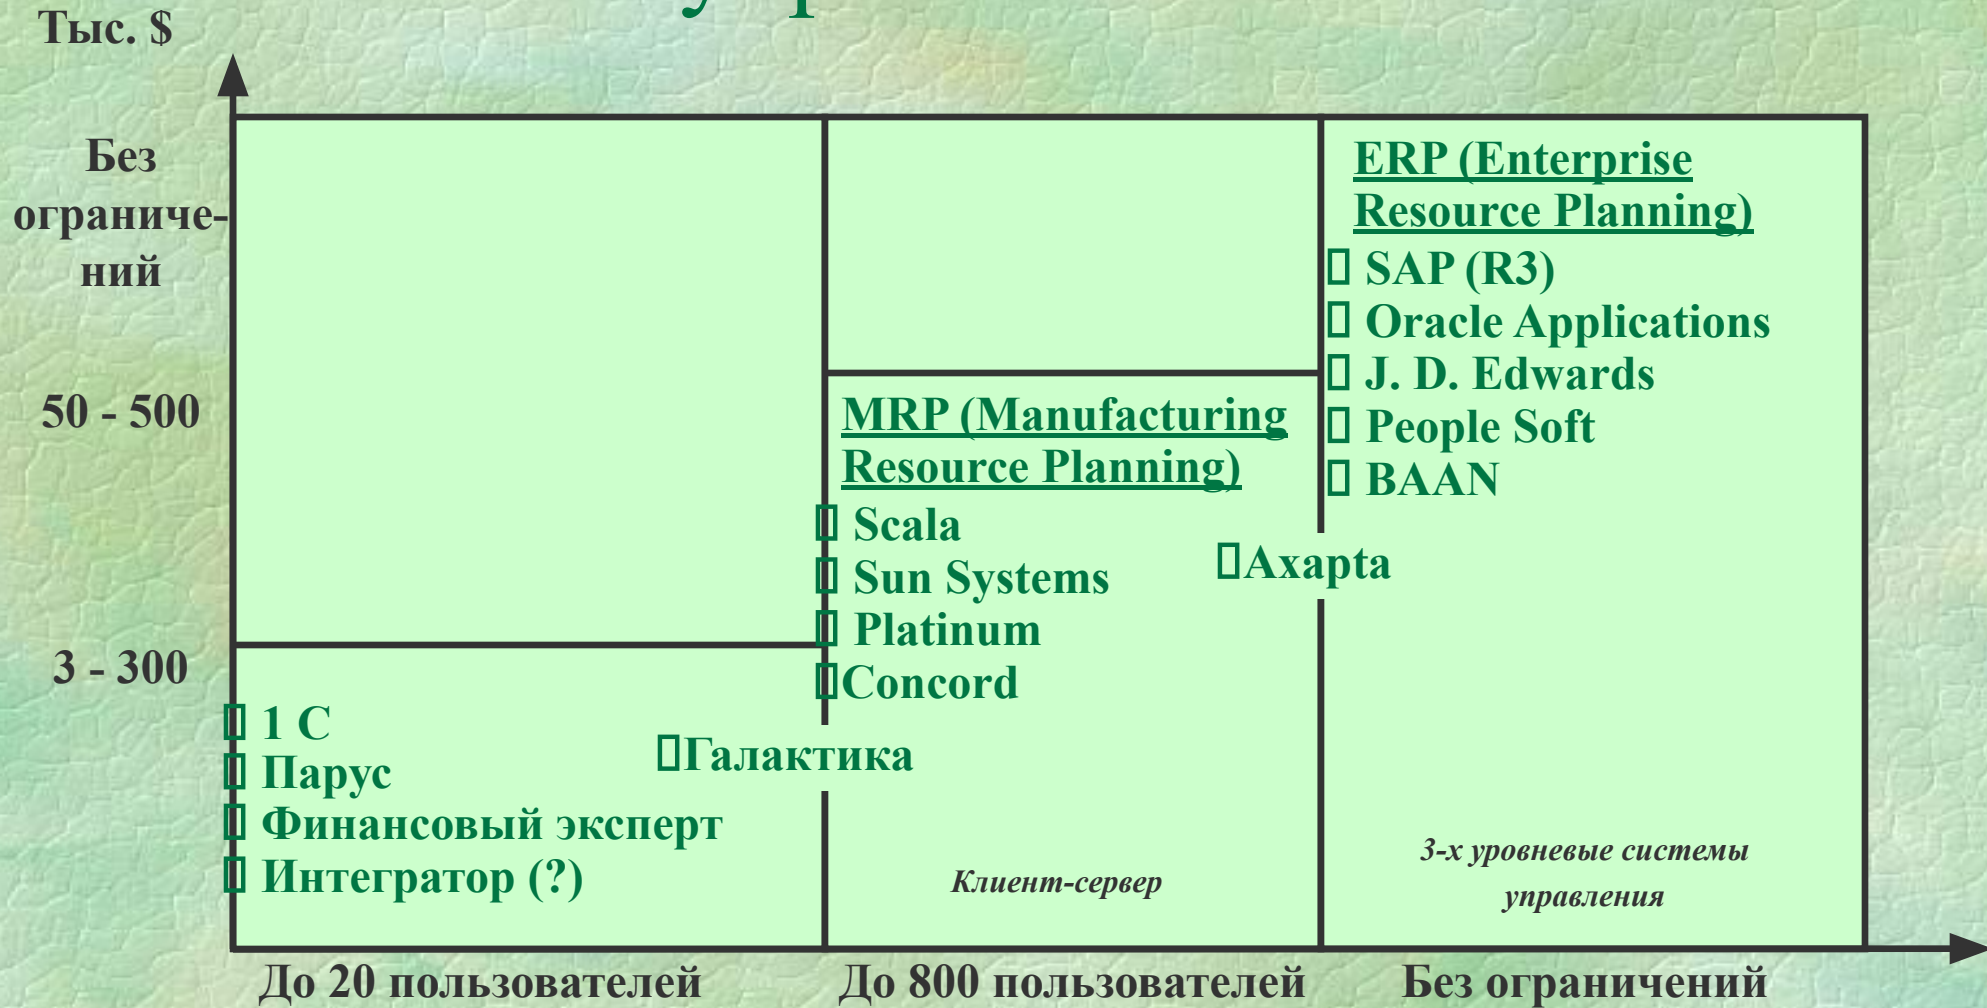 Тыс. $
Без
ограниче-
ний
50 - 500
3 - 300
ERP (Enterprise
Resource Planning)
SAP (R3)
Oracle Applications
J. D. Edwards
People Soft
BAAN
MRP (Manufacturing
Resource Planning)
Scala
Sun Systems
Platinum
Concord
Axapta
1 С
Парус
Финансовый эксперт
Интегратор (?)
Галактика
Клиент-сервер
3-х уровневые системы
управления
До 20 пользователей
До 800 пользователей
Без ограничений